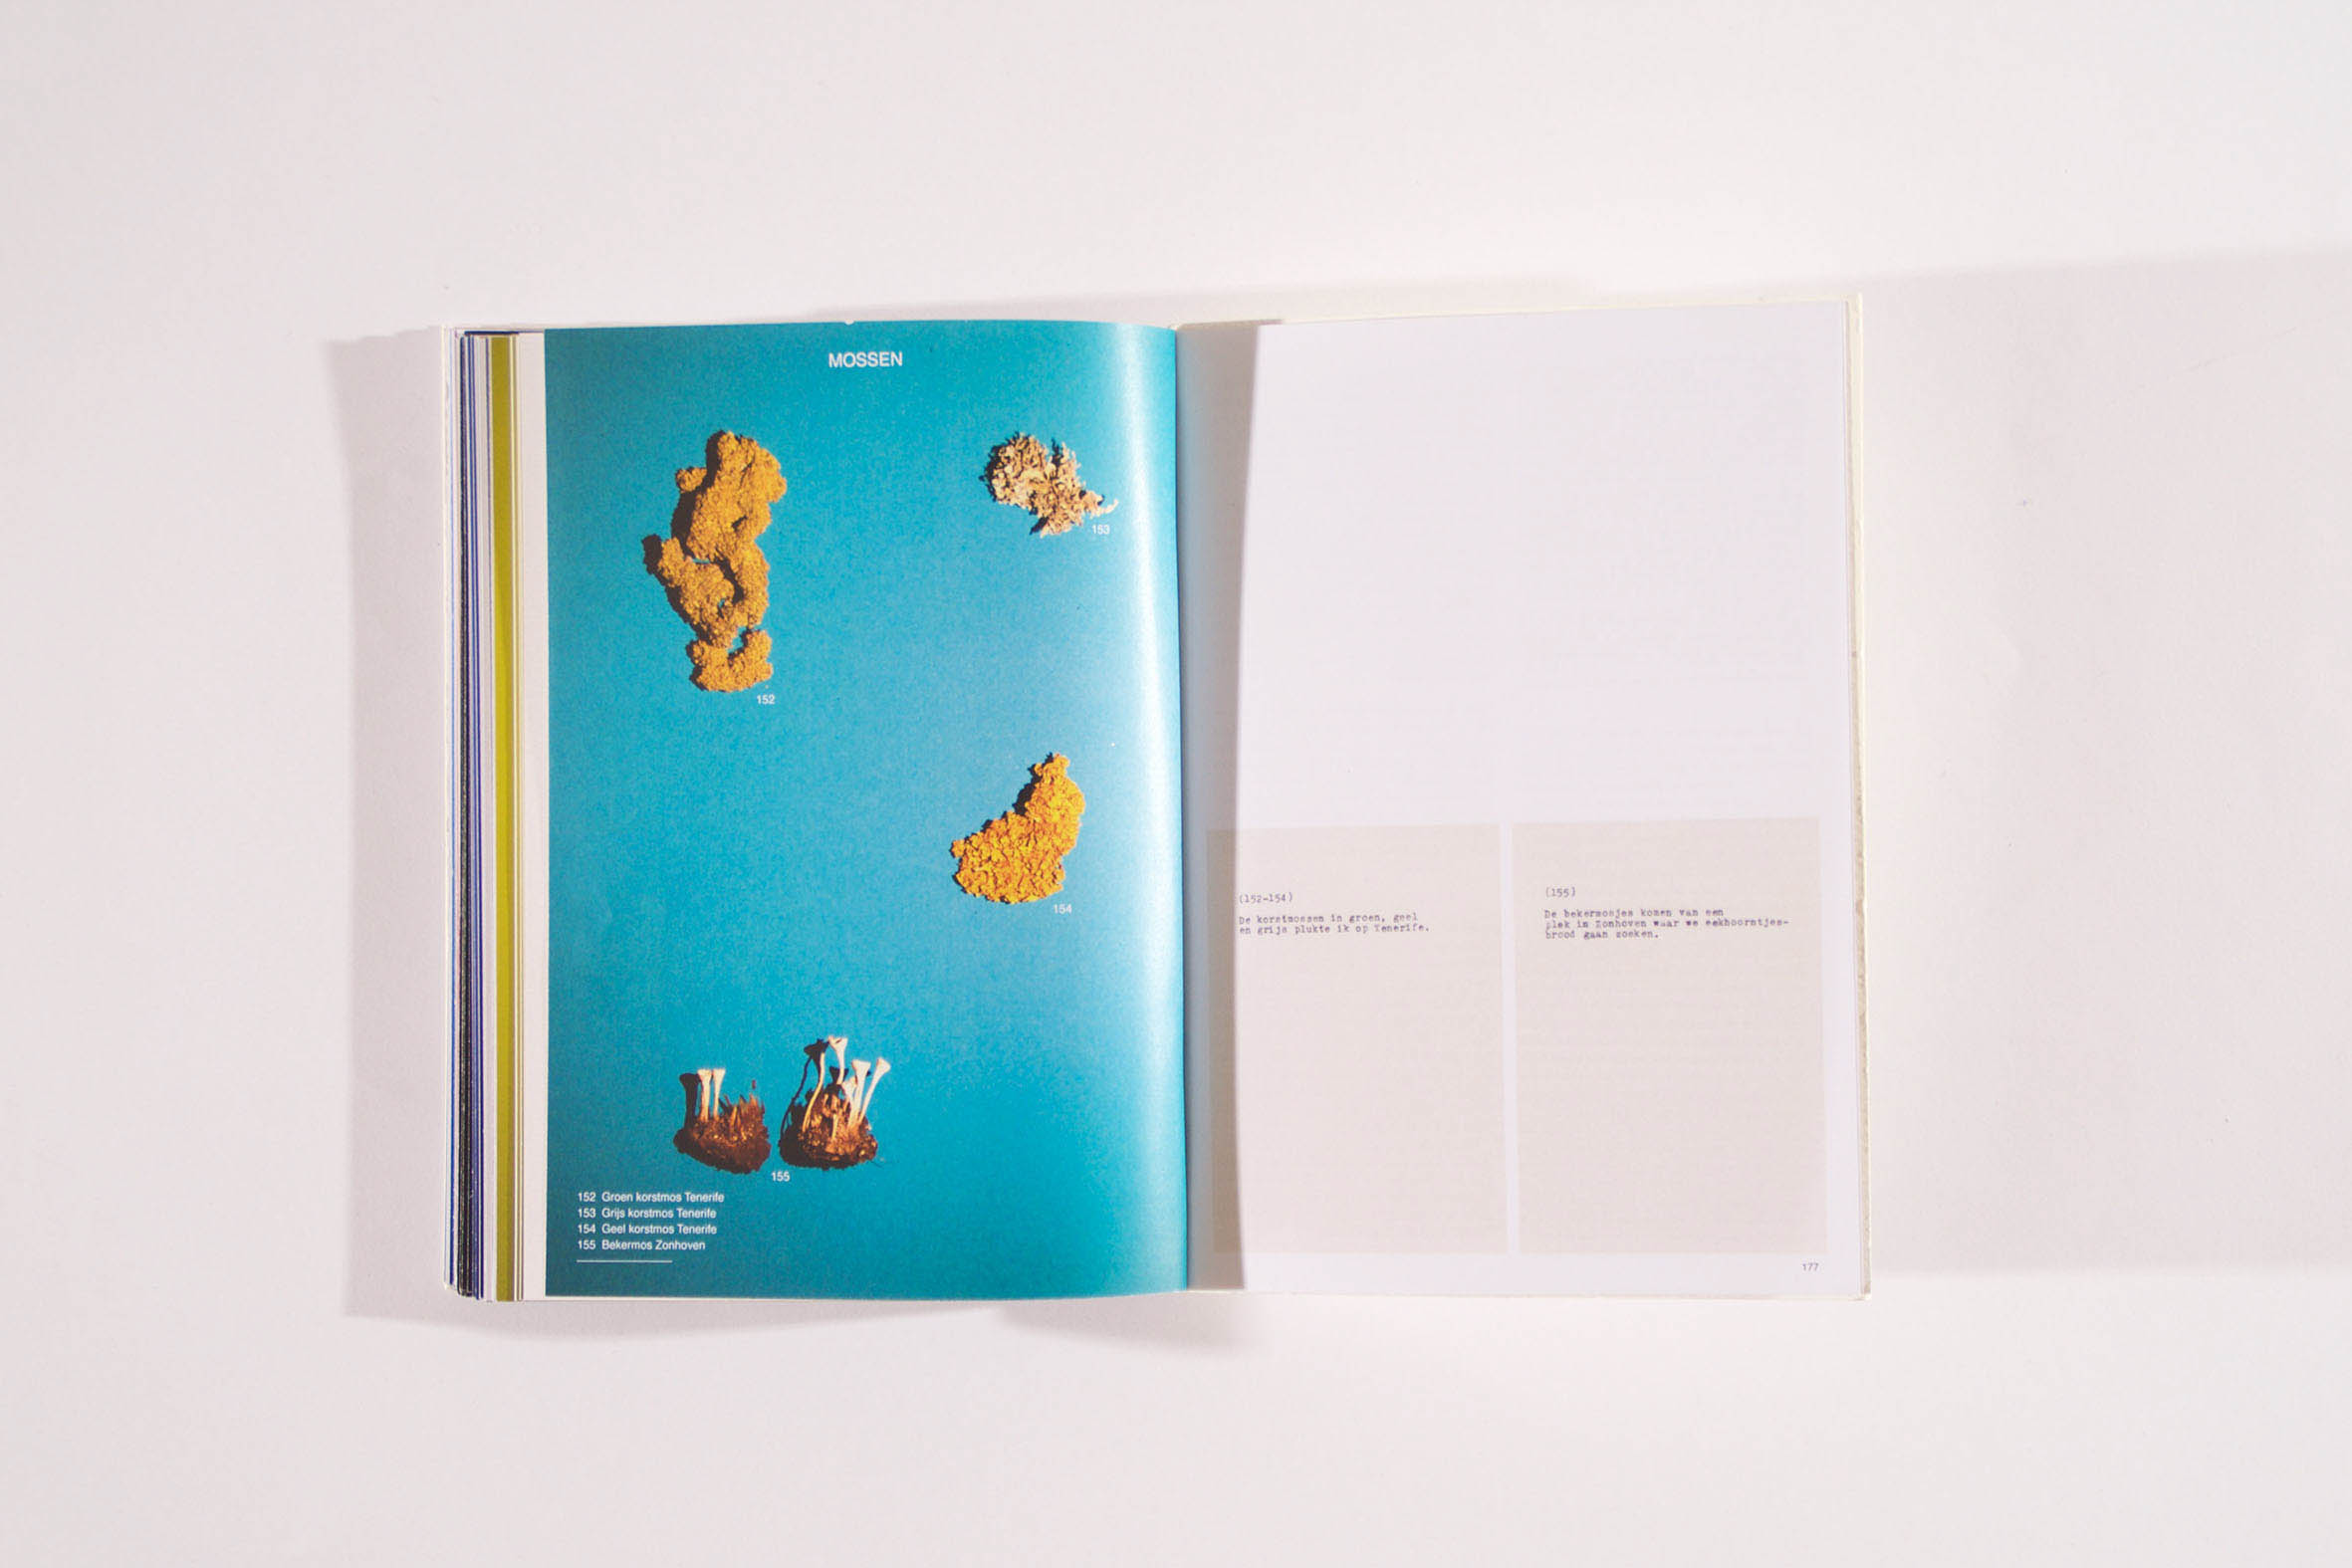 MOSSEN
153
152
154
155
152 Groen korstmos Tenerife
153 Grijs korstmos Tenerife
154 Geel korstmos Tenerife
155 Bekermos Zonhoven
(152-154)
De korstmossen in groen, geel
en grijs plukte ik op Tenerife.
(155)
De bekermosjes komen van een
plek in Zonhoven waar we eekhoorntjes-
brood gaan zoeken.
177